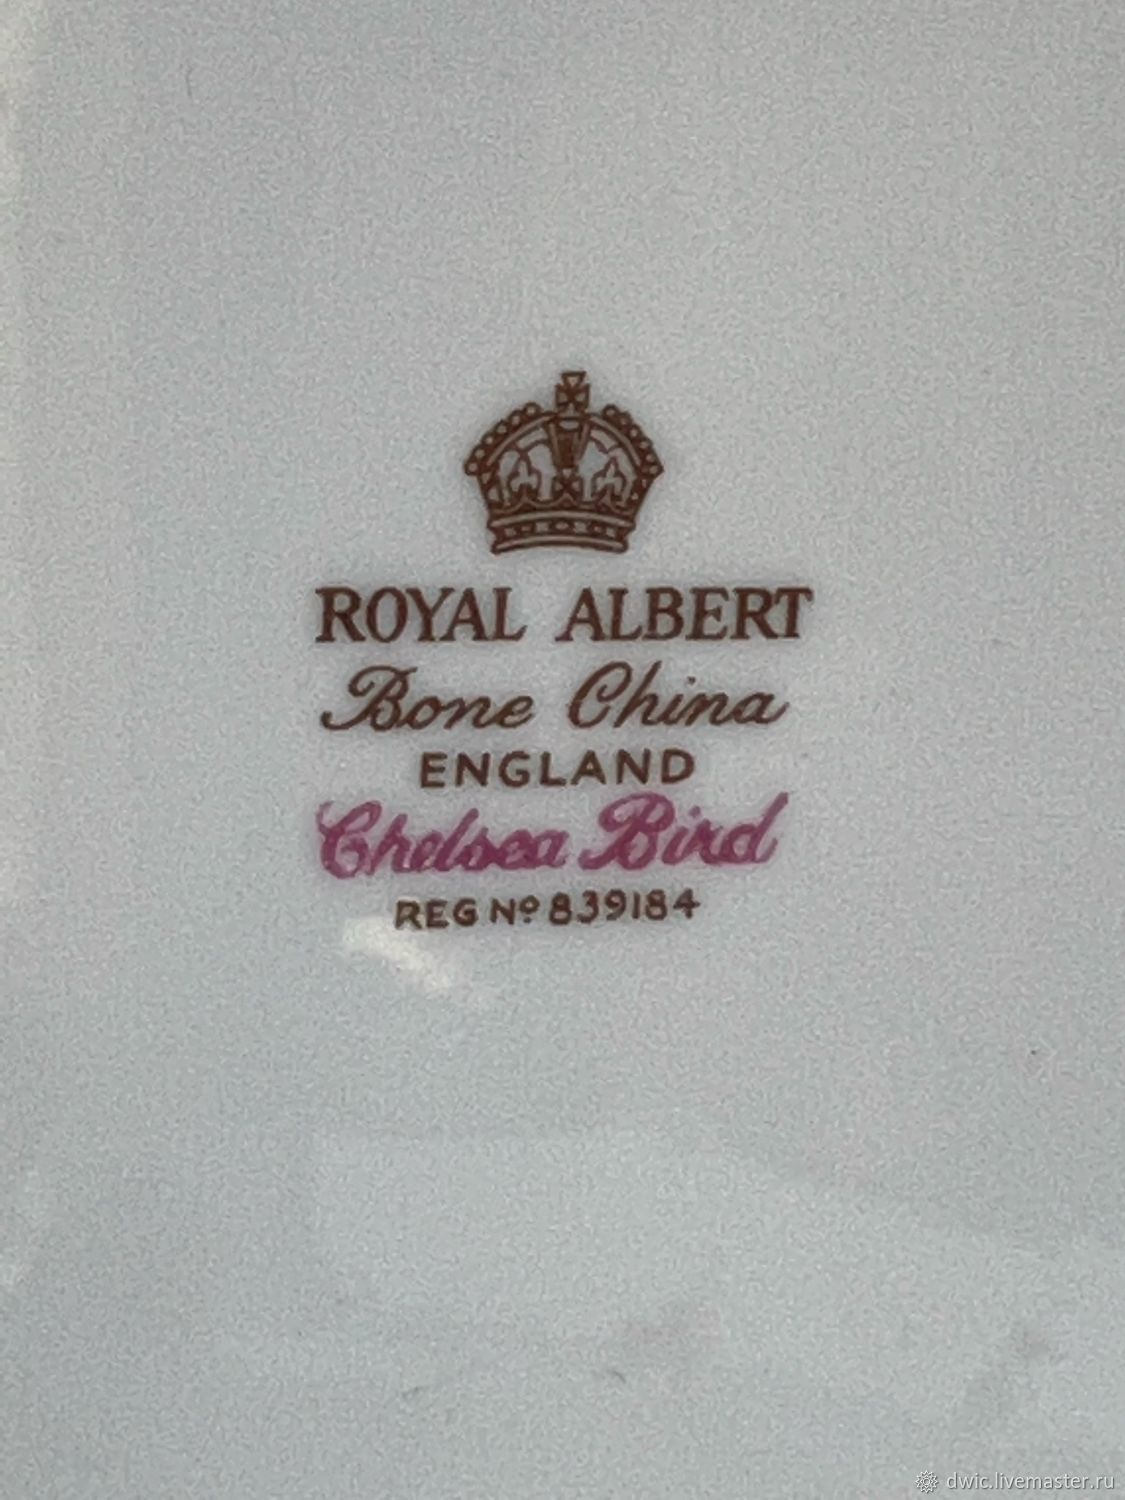 ROYAL ALBERT
Bone China
ENGLAND
Chelsea Bird
REG Nº 839184
dwic.livemaster.ru